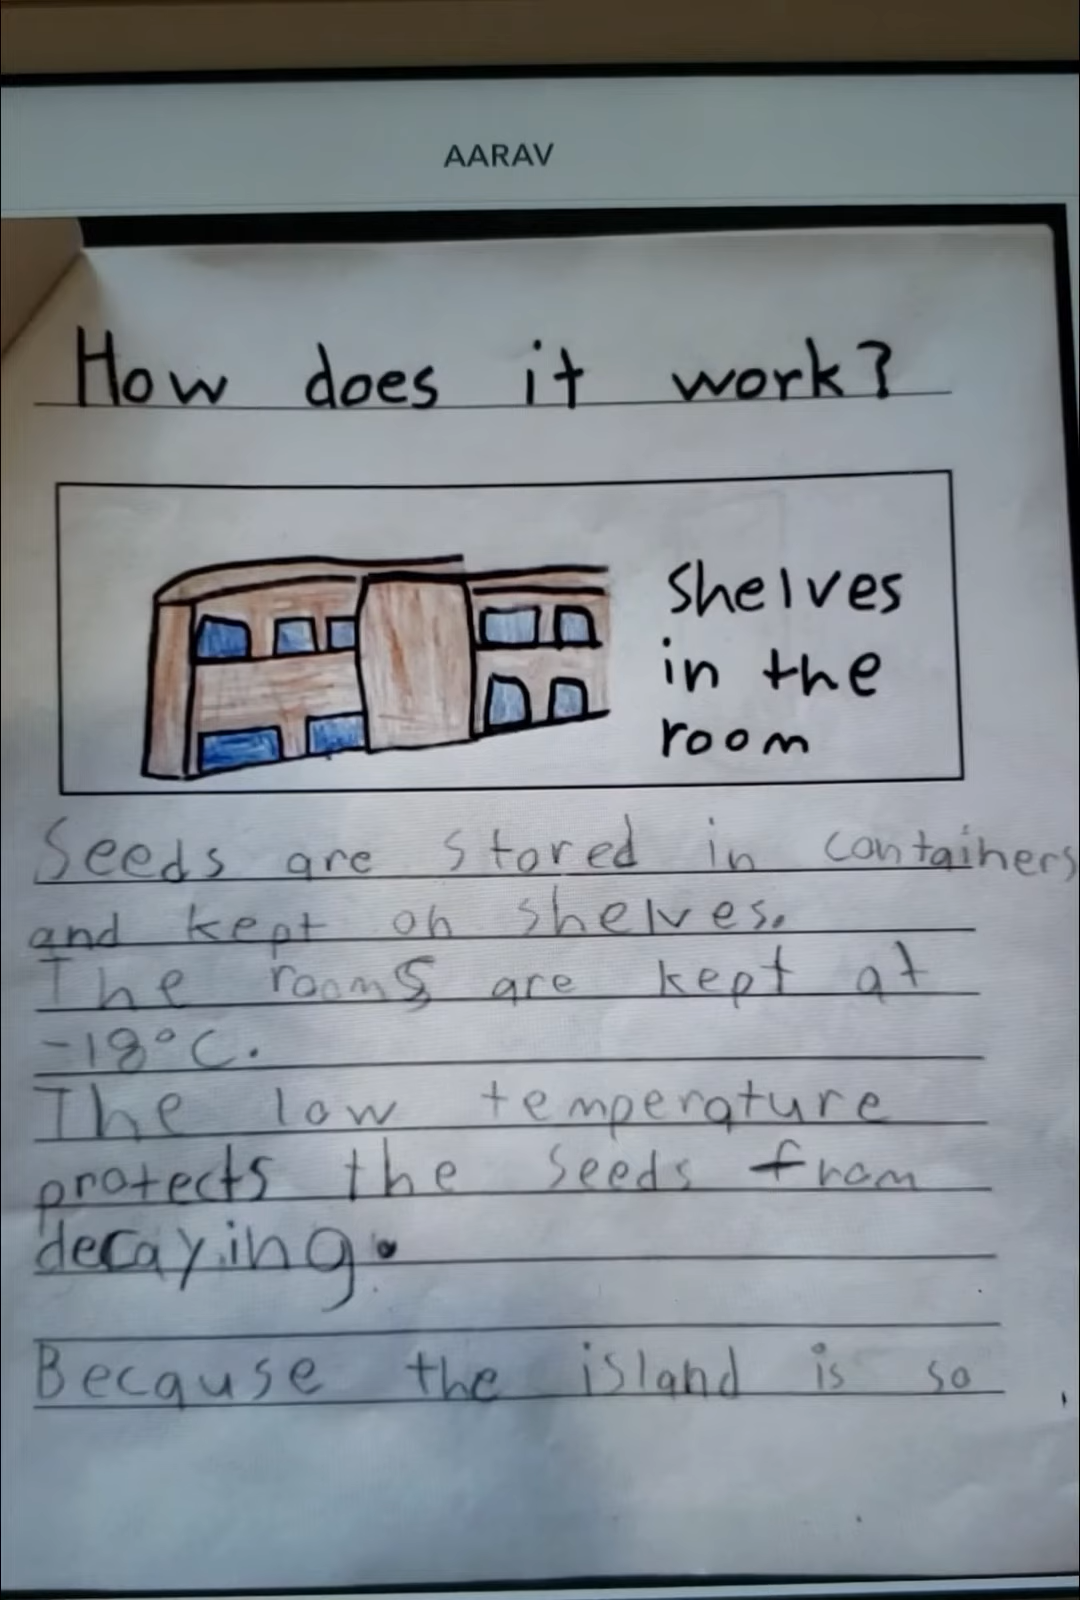 AARAV
How does it work?
shelves
in the
room
Seeds are stored in containers
and kept on shelves.
The rooms are kept at
-18°C.
The low temperature
protects the seeds from
decaying.
Because the island is so